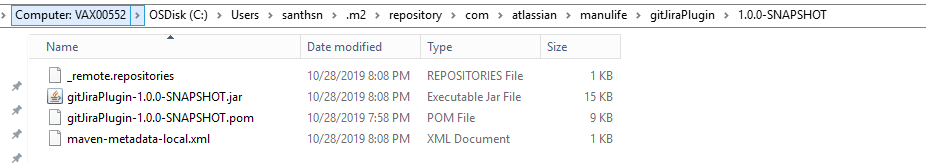 Computer: VAX00552 > OSDisk (C:) > Users > santhsn > .m2 > repository > com > atlassian > manulife > gitJiraPlugin > 1.0.0-SNAPSHOT
Name Date modified Type Size
_remote.repositories 10/28/2019 8:08 PM REPOSITORIES File 1 KB
gitJiraPlugin-1.0.0-SNAPSHOT.jar 10/28/2019 8:08 PM Executable Jar File 15 KB
gitJiraPlugin-1.0.0-SNAPSHOT.pom 10/28/2019 7:58 PM POM File 9 KB
maven-metadata-local.xml 10/28/2019 8:08 PM XML Document 1 KB